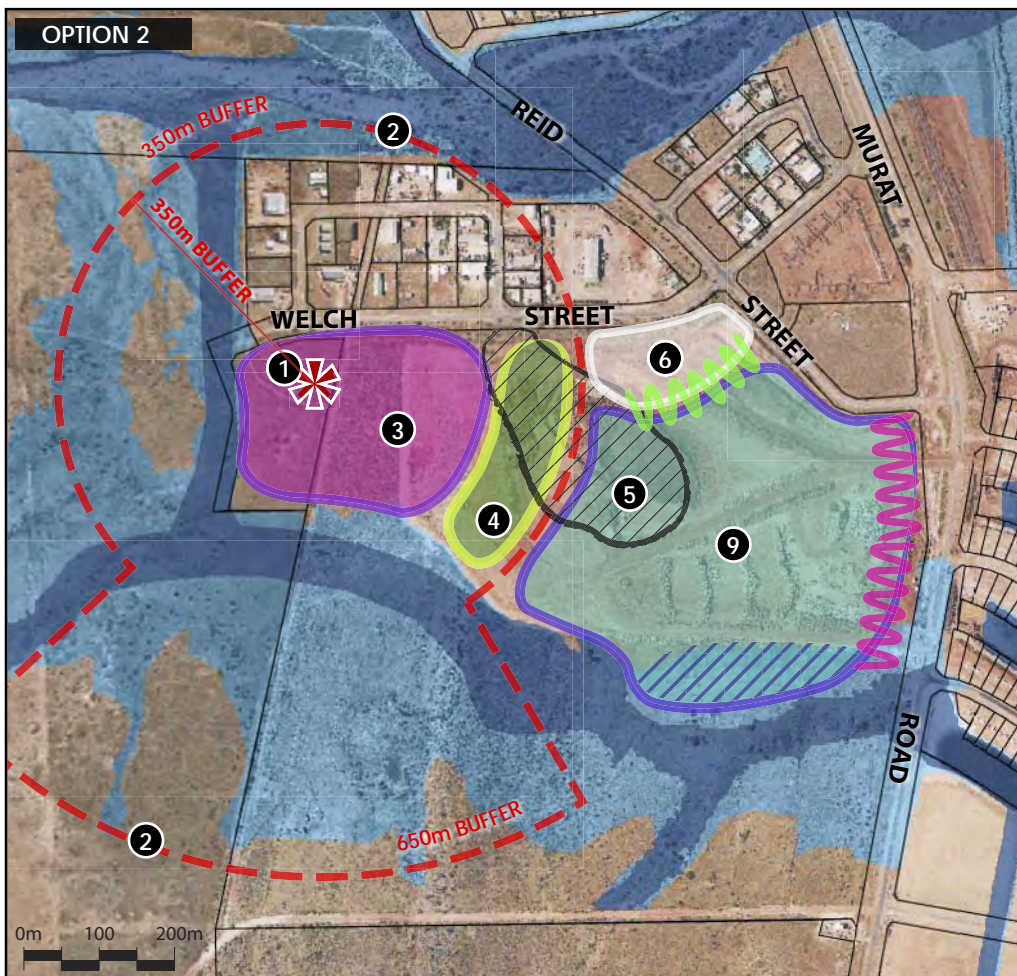 OPTION 2
350m BUFFER
2
REID
MURAT
350m BUFFER
WELCH
STREET
STREET
1
6
3
4
5
9
ROAD
650m BUFFER
2
0m 100 200m